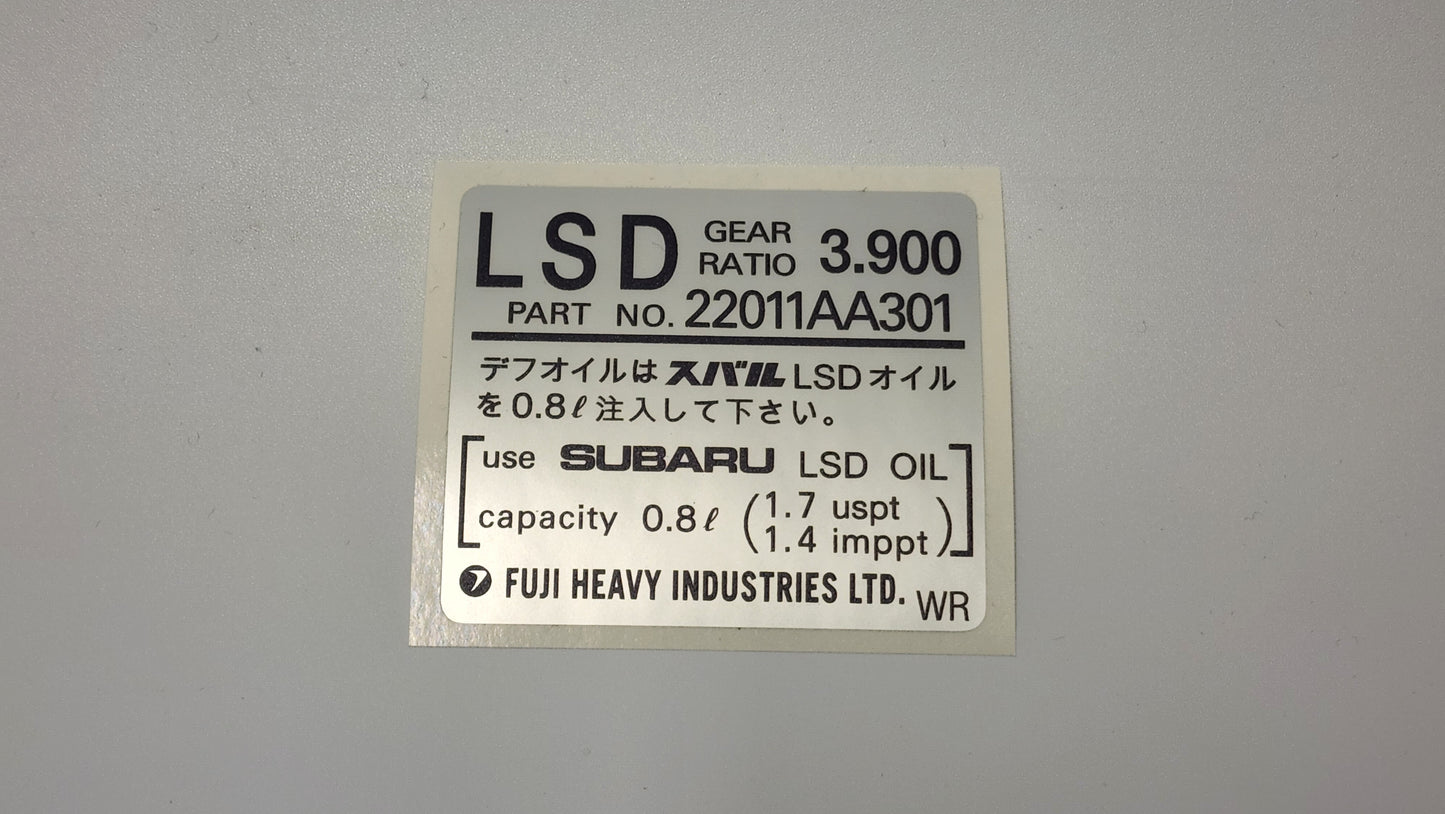 LSD GEAR RATIO 3.900
PART NO. 22011AA301
デフオイルは スバル LSDオイル
を0.8ℓ注入して下さい。
use SUBARU LSD OIL
capacity 0.8ℓ (1.7 uspt
1.4 imppt)
FUJI HEAVY INDUSTRIES LTD. WR